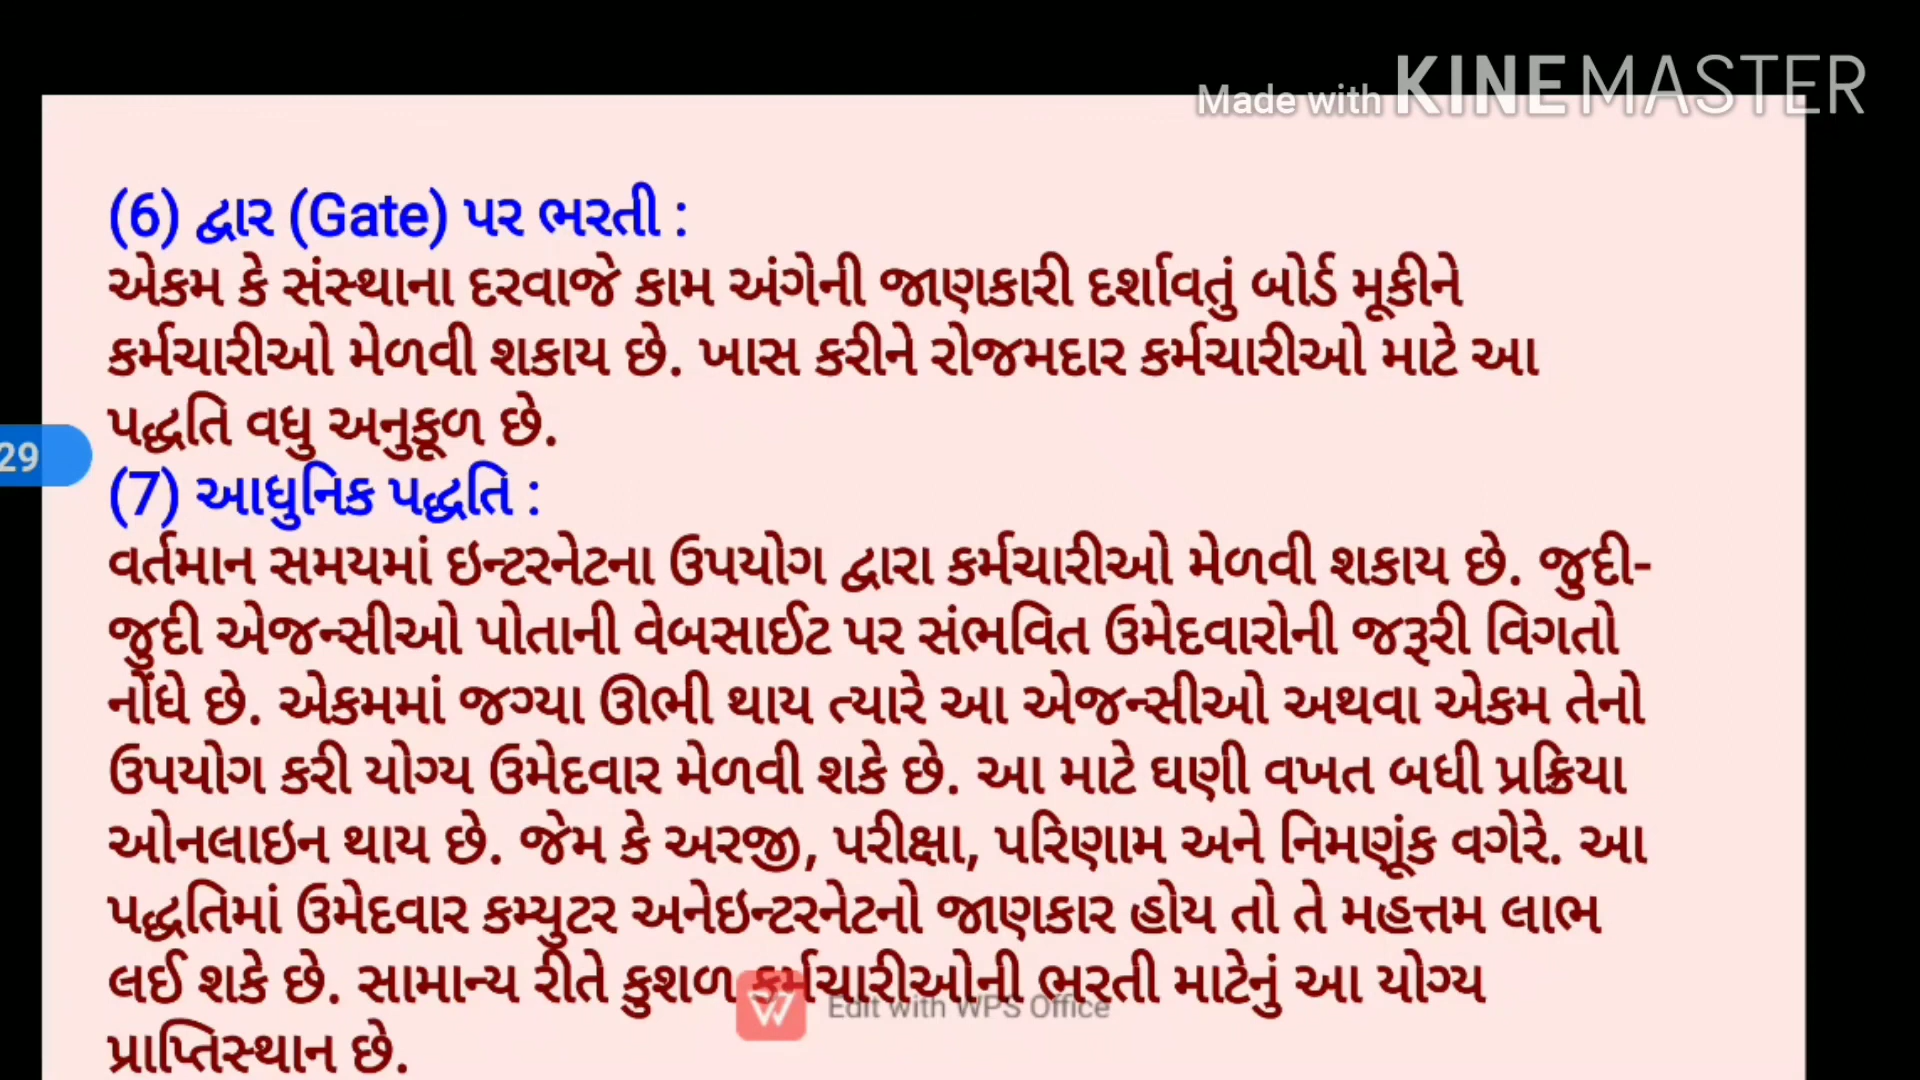 Made with KINEMASTER
(6) દ્વાર (Gate) પર ભરતી :
એકમ કે સંસ્થાના દરવાજે કામ અંગેની જાણકારી દર્શાવતું બોર્ડ મૂકીને
કર્મચારીઓ મેળવી શકાય છે. ખાસ કરીને રોજમદાર કર્મચારીઓ માટે આ
પદ્ધતિ વધુ અનુકૂળ છે.
29
(7) આધુનિક પદ્ધતિ :
વર્તમાન સમયમાં ઇન્ટરનેટના ઉપયોગ દ્વારા કર્મચારીઓ મેળવી શકાય છે. જુદી-
જુદી એજન્સીઓ પોતાની વેબસાઈટ પર સંભવિત ઉમેદવારોની જરૂરી વિગતો
નોંધે છે. એકમમાં જગ્યા ઊભી થાય ત્યારે આ એજન્સીઓ અથવા એકમ તેનો
ઉપયોગ કરી યોગ્ય ઉમેદવાર મેળવી શકે છે. આ માટે ઘણી વખત બધી પ્રક્રિયા
ઓનલાઇન થાય છે. જેમ કે અરજી, પરીક્ષા, પરિણામ અને નિમણૂંક વગેરે. આ
પદ્ધતિમાં ઉમેદવાર કમ્યુટર અનેઇન્ટરનેટનો જાણકાર હોય તો તે મહત્તમ લાભ
લઈ શકે છે. સામાન્ય રીતે કુશળ કર્મચારીઓની ભરતી માટેનું આ યોગ્ય
Edit with WPS Office
પ્રાપ્તિસ્થાન છે.